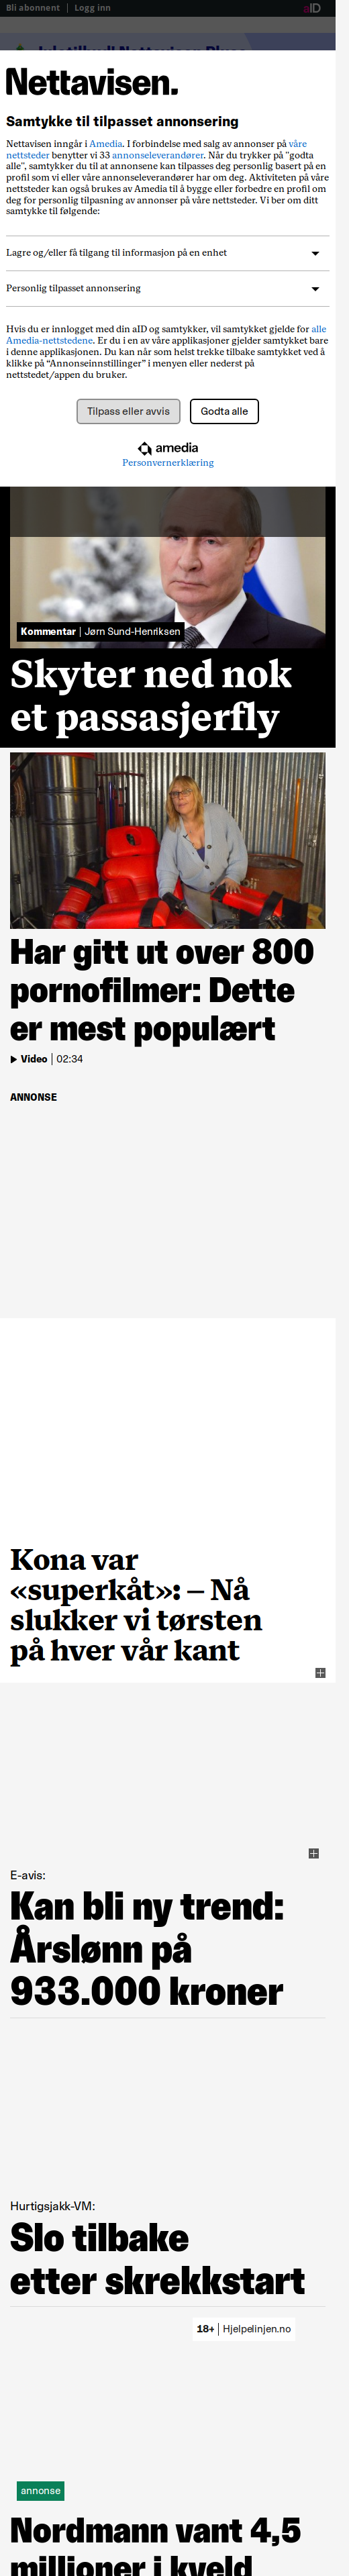 Bli abonnent | Logg inn
aID
Nettavisen.
Samtykke til tilpasset annonsering
Nettavisen inngår i Amedia. I forbindelse med salg av annonser på våre
nettsteder benytter vi 33 annonseleverandører. Når du trykker på "godta
alle", samtykker du til at annonsene kan tilpasses deg personlig basert på en
profil som vi eller våre annonseleverandører har om deg. Aktiviteten på våre
nettsteder kan også brukes av Amedia til å bygge eller forbedre en profil om
deg for personlig tilpasning av annonser på våre nettsteder. Vi ber om ditt
samtykke til følgende:
Lagre og/eller få tilgang til informasjon på en enhet
Personlig tilpasset annonsering
Hvis du er innlogget med din aID og samtykker, vil samtykket gjelde for alle
Amedia-nettstedene. Er du i en av våre applikasjoner gjelder samtykket bare
i denne applikasjonen. Du kan når som helst trekke tilbake samtykket ved å
klikke på “Annonseinnstillinger” i menyen eller nederst på
nettstedet/appen du bruker.
Tilpass eller avvis
Godta alle
amedia
Personvernerklæring
Kommentar | Jørn Sund-Henriksen
Skyter ned nok
et passasjerfly
Har gitt ut over 800
pornofilmer: Dette
er mest populært
Video | 02:34
ANNONSE
Kona var
«superkåt»: – Nå
slukker vi tørsten
på hver vår kant
E-avis:
Kan bli ny trend:
Årslønn på
933.000 kroner
Hurtigsjakk-VM:
Slo tilbake
etter skrekkstart
18+ | Hjelpelinjen.no
annonse
Nordmann vant 4,5
millioner i kveld